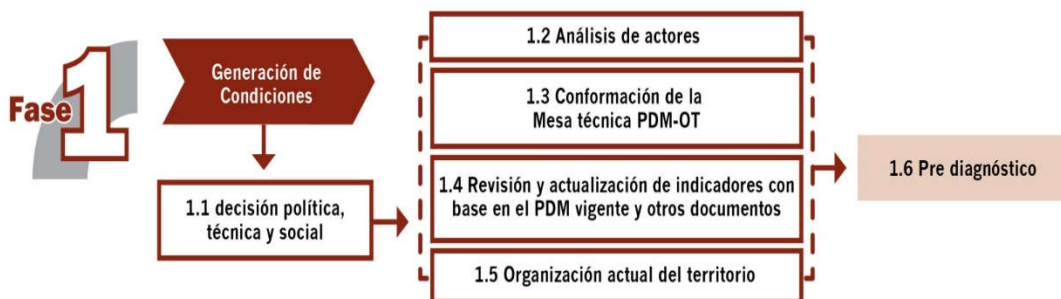 Fase 1
Generación de
Condiciones
1.1 decisión política,
técnica y social
1.2 Análisis de actores
1.3 Conformación de la
Mesa técnica PDM-OT
1.4 Revisión y actualización de indicadores con
base en el PDM vigente y otros documentos
1.5 Organización actual del territorio
1.6 Pre diagnóstico